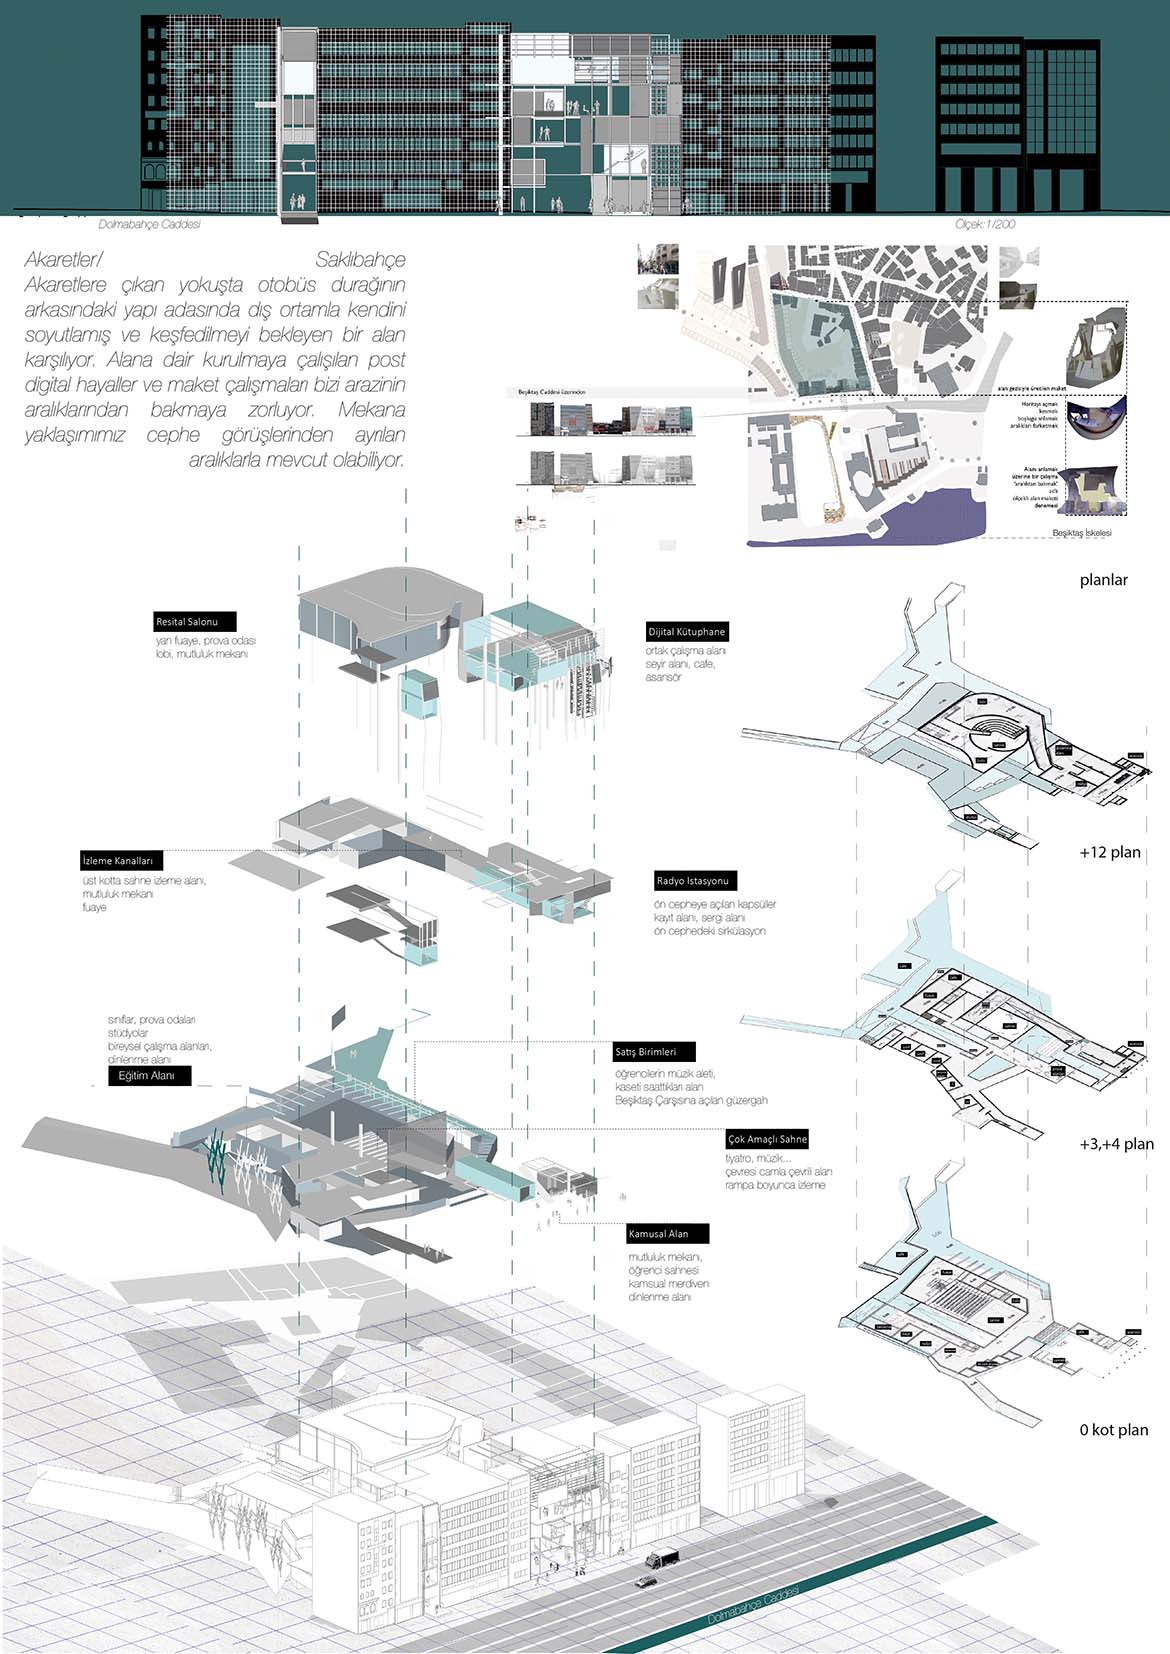 Dolmabahçe Caddesi
Ölçek:1/200
Akaretler/ Saklıbahçe
Akaretlere çıkan yokuşta otobüs durağının
arkasındaki yapı adasında dış ortamla kendini
soyutlamış ve keşfedilmeyi bekleyen bir alan
karşılıyor. Alana dair kurulmaya çalışılan post
digital hayaller ve maket çalışmaları bizi arazinin
aralıklarından bakmaya zorluyor. Mekana
yaklaşımımız cephe görüşlerinden ayrılan
aralıklarla mevcut olabiliyor.
Beşiktaş Caddesi üzerinden
alan gezisiyle üretilen maket
Haritayı açmak
kesmek
boşluğu anlamak
aralıkları farketmek
Alanı anlamak
üzerine bir çalışma
"aralıktan bakmak"
adlı
ölçekli alan maketi
denemesi
Beşiktaş İskelesi
planlar
Resital Salonu
yan fuaye, prova odası
lobi, mutluluk mekanı
Dijital Kütuphane
ortak çalışma alanı
seyir alanı, cafe,
asansör
+12 plan
İzleme Kanalları
üst kotta sahne izleme alanı,
mutluluk mekanı
fuaye
Radyo Istasyonu
ön cepheye açılan kapsüller
kayıt alanı, sergi alanı
ön cephedeki sirkülasyon
+3,+4 plan
sınıflar, prova odaları
stüdyolar
bireysel çalışma alanları,
dinlenme alanı
Eğitim Alanı
Satış Birimleri
öğrencilerin müzik aleti,
kaseti saattıkları alan
Beşiktaş Çarşısına açılan güzergah
Çok Amaçlı Sahne
tiyatro, müzik...
çevresi camla çevrili alan
rampa boyunca izleme
Kamusal Alan
mutluluk mekanı,
öğrenci sahnesi
kamsual merdiven
dinlenme alanı
0 kot plan
Dolmabahçe Caddesi